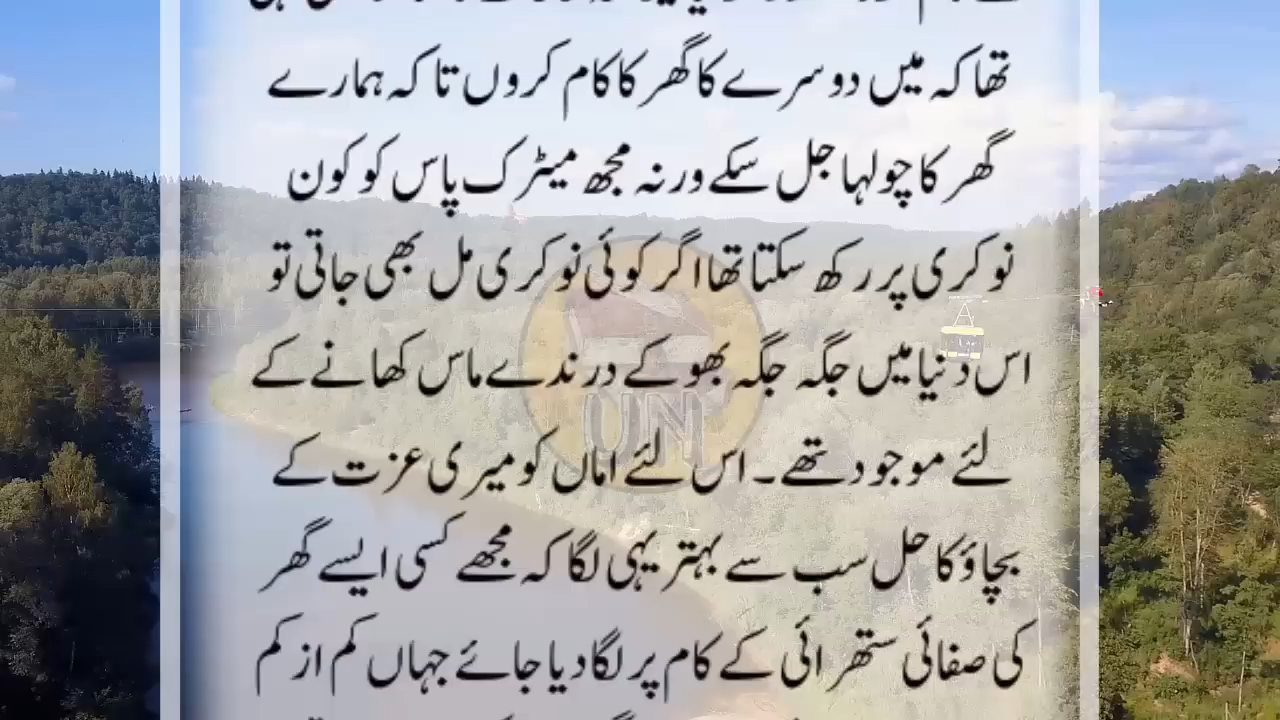 تھا کہ میں دوسرے کا گھر کا کام کروں تا کہ ہمارے
گھر کا چولہا جل سکے ورنہ مجھ میٹرک پاس کو کون
نوکری پر رکھ سکتا تھا اگر کوئی نوکری مل بھی جاتی تو
اس دنیا میں جگہ جگہ بھوکے درندے ماس کھانے کے
لئے موجود تھے۔ اس لئے اماں کو میری عزت کے
بچاؤ کا حل سب سے بہتر یہی لگا کہ مجھے کسی ایسے گھر
کی صفائی ستھرائی کے کام پر لگا دیا جائے جہاں کم از کم
UN